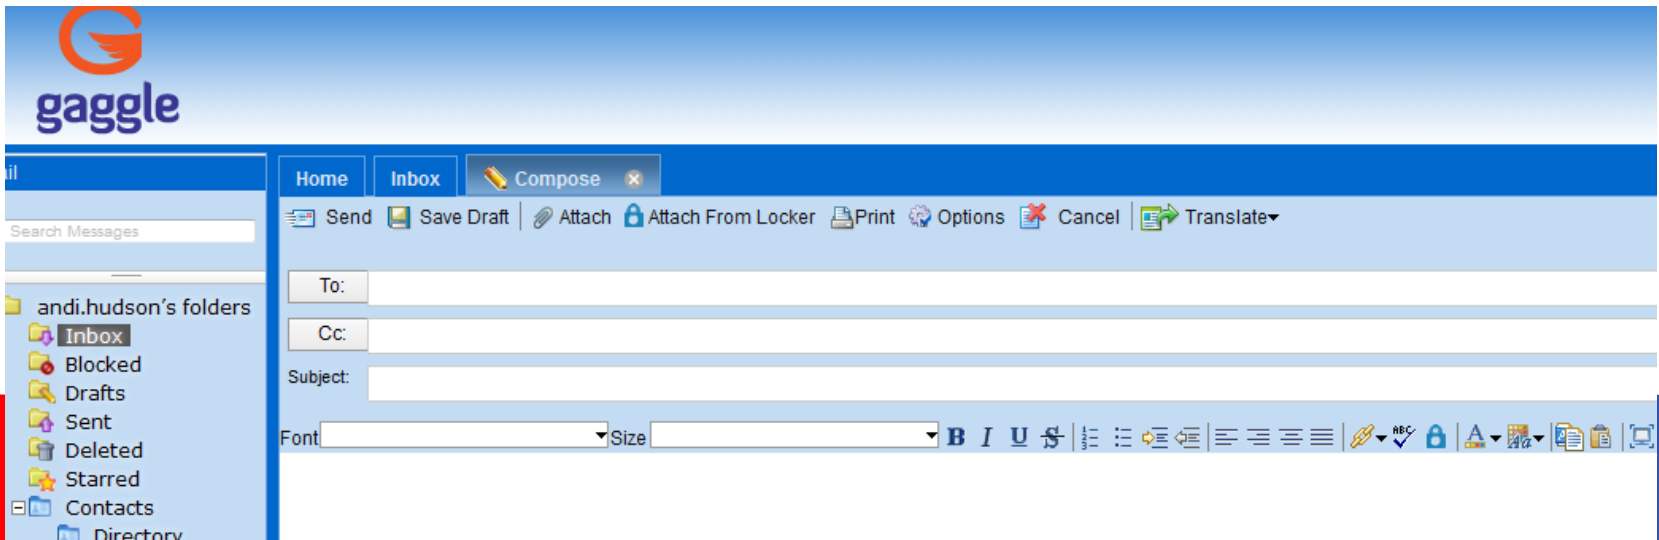 gaggle
il
Home Inbox Compose
Send Save Draft Attach Attach From Locker Print Options Cancel Translate
Search Messages
To:
andi.hudson's folders
Inbox
Cc:
Blocked
Subject:
Drafts
Sent
Font Size B I U S ABC A
Deleted
Starred
Contacts
Directory